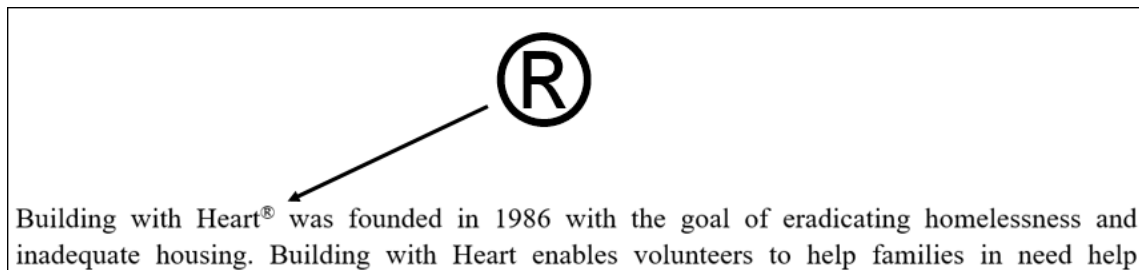 ®
Building with Heart® was founded in 1986 with the goal of eradicating homelessness and
inadequate housing. Building with Heart enables volunteers to help families in need help